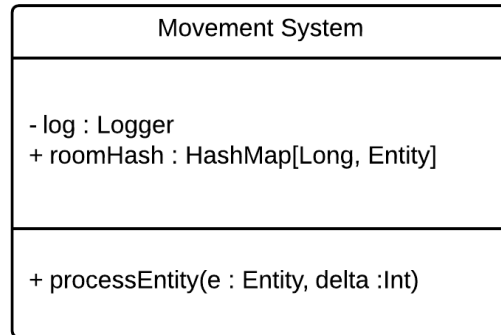 Movement System
- log : Logger
+ roomHash : HashMap[Long, Entity]
+ processEntity(e : Entity, delta :Int)